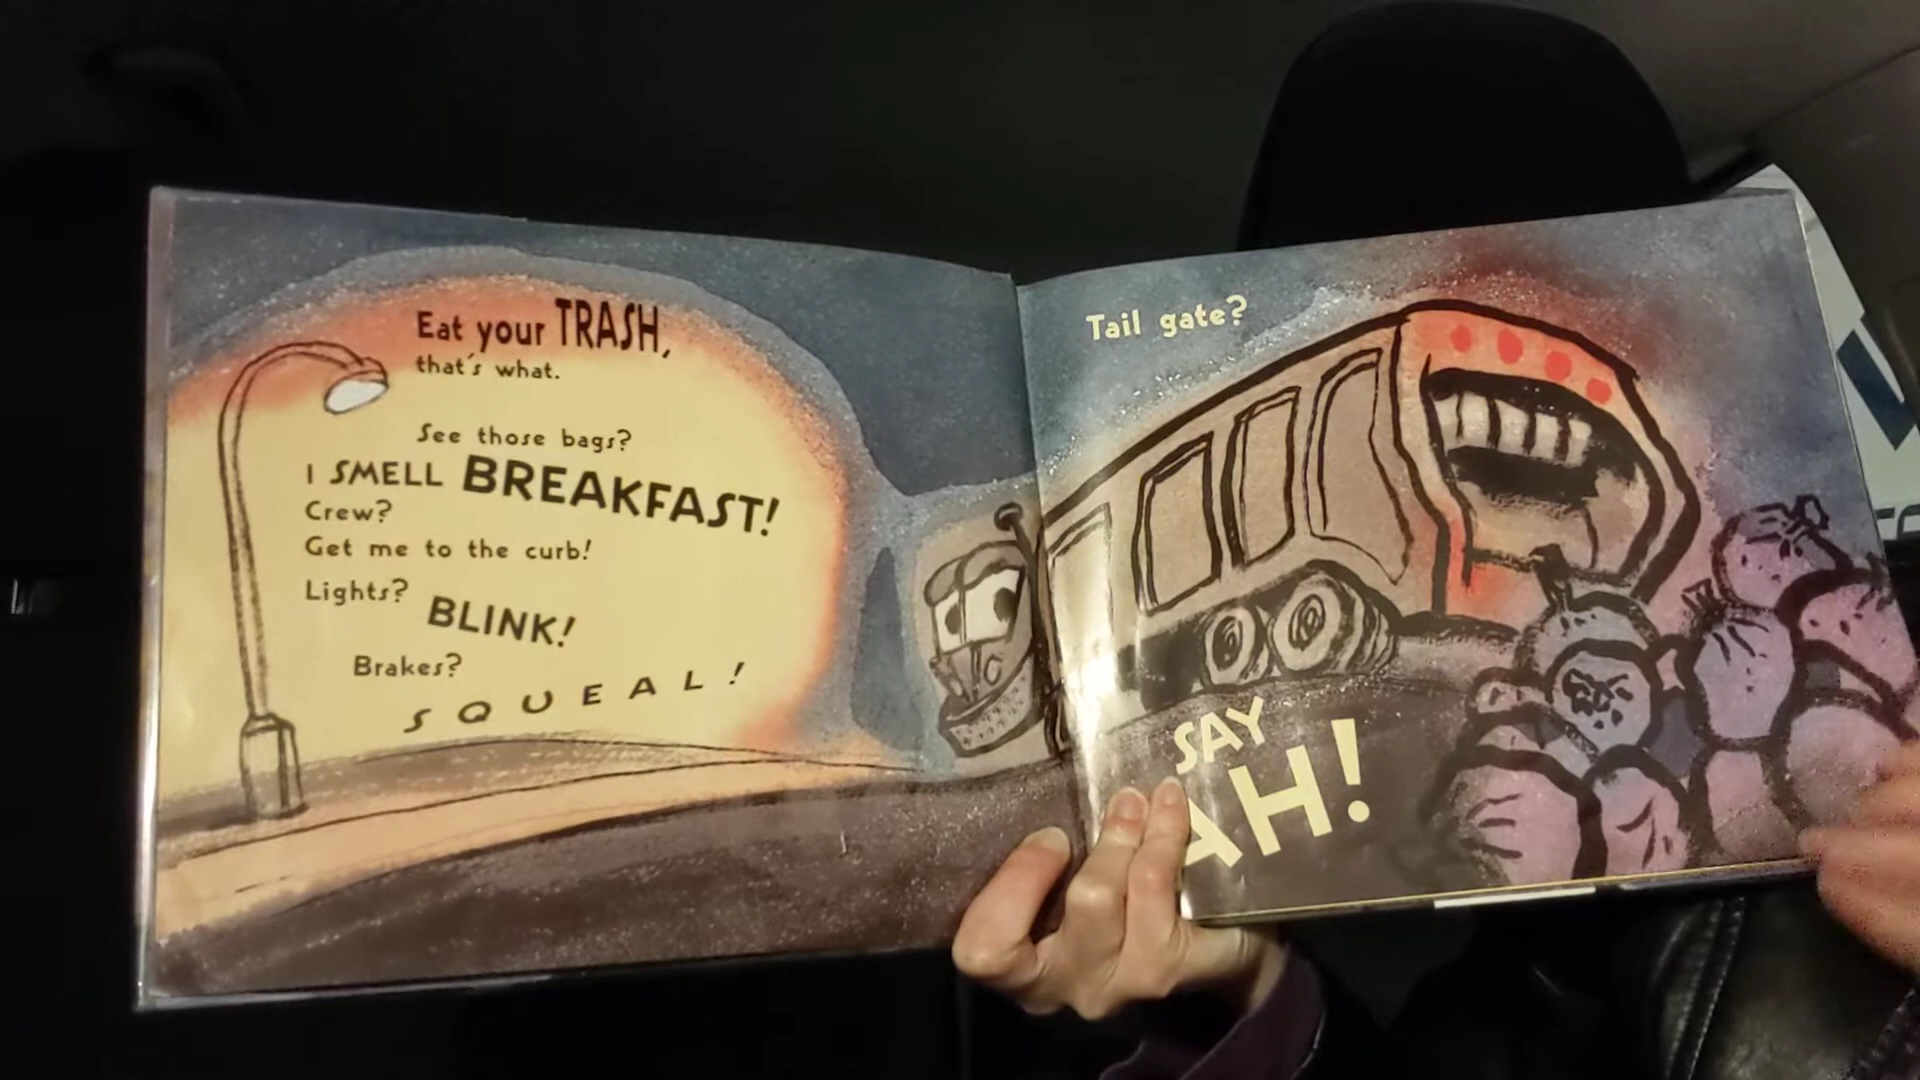 Eat your TRASH,
that's what.
See those bags?
I SMELL BREAKFAST!
Crew?
Get me to the curb!
Lights?
BLINK!
Brakes?
SQUEAL!
Tail gate?
SAY
AH!